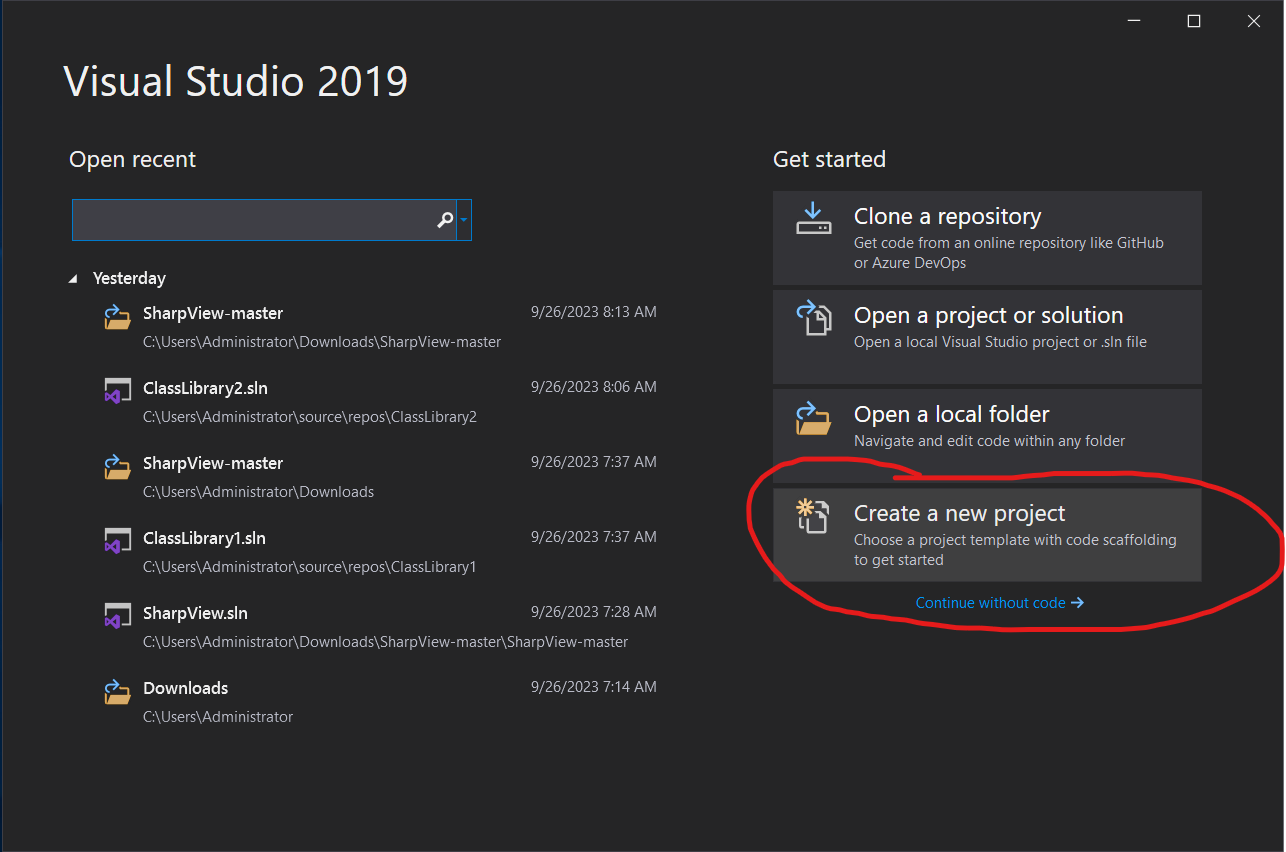 Visual Studio 2019
Open recent
Yesterday
SharpView-master 9/26/2023 8:13 AM
C:\Users\Administrator\Downloads\SharpView-master
ClassLibrary2.sln 9/26/2023 8:06 AM
C:\Users\Administrator\source\repos\ClassLibrary2
SharpView-master 9/26/2023 7:37 AM
C:\Users\Administrator\Downloads
ClassLibrary1.sln 9/26/2023 7:37 AM
C:\Users\Administrator\source\repos\ClassLibrary1
SharpView.sln 9/26/2023 7:28 AM
C:\Users\Administrator\Downloads\SharpView-master\SharpView-master
Downloads 9/26/2023 7:14 AM
C:\Users\Administrator
Get started
Clone a repository
Get code from an online repository like GitHub
or Azure DevOps
Open a project or solution
Open a local Visual Studio project or .sln file
Open a local folder
Navigate and edit code within any folder
Create a new project
Choose a project template with code scaffolding
to get started
Continue without code →